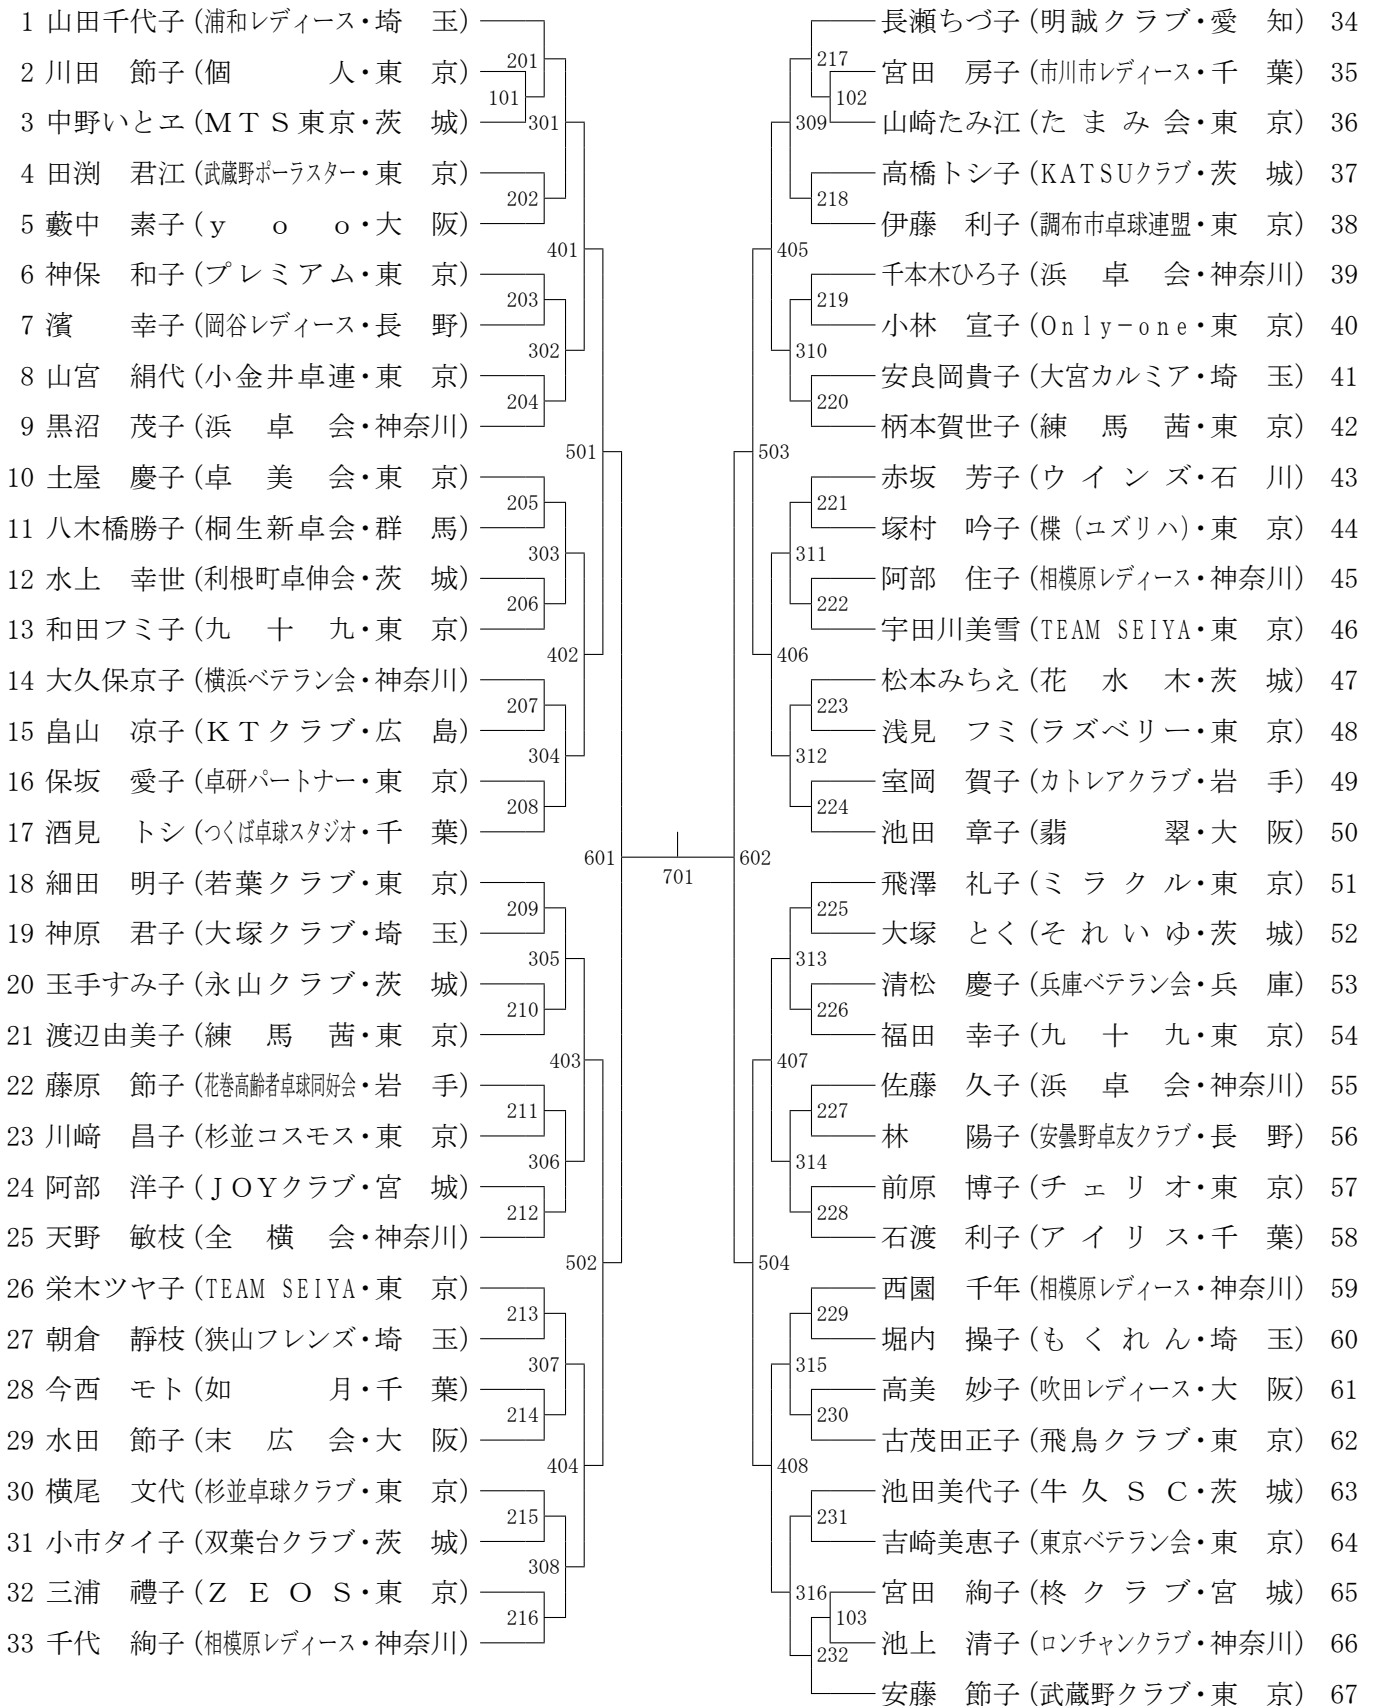 1 山田千代子 (浦和レディース・埼　玉)
2 川田　節子 (個　人・東　京)
3 中野いとヱ (ＭＴＳ東京・茨　城)
4 田渕　君江 (武蔵野ポーラスター・東　京)
5 藪中　素子 (ｙｏｏ・大　阪)
6 神保　和子 (プレミアム・東　京)
7 濱　幸子 (岡谷レディース・長　野)
8 山宮　絹代 (小金井卓連・東　京)
9 黒沼　茂子 (浜　卓　会・神奈川)
10 土屋　慶子 (卓　美　会・東　京)
11 八木橋勝子 (桐生新卓会・群　馬)
12 水上　幸世 (利根町卓伸会・茨　城)
13 和田フミ子 (九　十　九・東　京)
14 大久保京子 (横浜ベテラン会・神奈川)
15 畠山　凉子 (ＫＴクラブ・広　島)
16 保坂　愛子 (卓研パートナー・東　京)
17 酒見　トシ (つくば卓球スタジオ・千　葉)
18 細田　明子 (若葉クラブ・東　京)
19 神原　君子 (大塚クラブ・埼　玉)
20 玉手すみ子 (永山クラブ・茨　城)
21 渡辺由美子 (練　馬　茜・東　京)
22 藤原　節子 (花巻高齢者卓球同好会・岩　手)
23 川﨑　昌子 (杉並コスモス・東　京)
24 阿部　洋子 (ＪＯＹクラブ・宮　城)
25 天野　敏枝 (全　横　会・神奈川)
26 栄木ツヤ子 (TEAM SEIYA・東　京)
27 朝倉　靜枝 (狭山フレンズ・埼　玉)
28 今西　モト (如　月・千　葉)
29 水田　節子 (末　広　会・大　阪)
30 横尾　文代 (杉並卓球クラブ・東　京)
31 小市タイ子 (双葉台クラブ・茨　城)
32 三浦　禮子 (ＺＥＯＳ・東　京)
33 千代　絢子 (相模原レディース・神奈川)
201
101
301
202
401
203
302
204
501
205
303
206
402
207
304
208
601
209
305
210
403
211
306
212
502
213
307
214
404
215
308
216
701
217
102
309
218
405
219
310
220
503
221
311
222
406
223
312
224
602
225
313
226
407
227
314
228
504
229
315
230
408
231
316
103
232
長瀬ちづ子 (明誠クラブ・愛　知) 34
宮田　房子 (市川市レディース・千　葉) 35
山崎たみ江 (たまみ会・東　京) 36
高橋トシ子 (KATSUクラブ・茨　城) 37
伊藤　利子 (調布市卓球連盟・東　京) 38
千本木ひろ子 (浜　卓　会・神奈川) 39
小林　宣子 (Only－one・東　京) 40
安良岡貴子 (大宮カルミア・埼　玉) 41
柄本賀世子 (練　馬　茜・東　京) 42
赤坂　芳子 (ウインズ・石　川) 43
塚村　吟子 (楪（ユズリハ）・東　京) 44
阿部　住子 (相模原レディース・神奈川) 45
宇田川美雪 (TEAM SEIYA・東　京) 46
松本みちえ (花　水　木・茨　城) 47
浅見　フミ (ラズベリー・東　京) 48
室岡　賀子 (カトレアクラブ・岩　手) 49
池田　章子 (翡　翠・大　阪) 50
飛澤　礼子 (ミラクル・東　京) 51
大塚　とく (それいゆ・茨　城) 52
清松　慶子 (兵庫ベテラン会・兵　庫) 53
福田　幸子 (九　十　九・東　京) 54
佐藤　久子 (浜　卓　会・神奈川) 55
林　陽子 (安曇野卓友クラブ・長　野) 56
前原　博子 (チェリオ・東　京) 57
石渡　利子 (アイリス・千　葉) 58
西園　千年 (相模原レディース・神奈川) 59
堀内　操子 (もくれん・埼　玉) 60
高美　妙子 (吹田レディース・大　阪) 61
古茂田正子 (飛鳥クラブ・東　京) 62
池田美代子 (牛久ＳＣ・茨　城) 63
吉崎美恵子 (東京ベテラン会・東　京) 64
宮田　絢子 (柊クラブ・宮　城) 65
池上　清子 (ロンチャンクラブ・神奈川) 66
安藤　節子 (武蔵野クラブ・東　京) 67